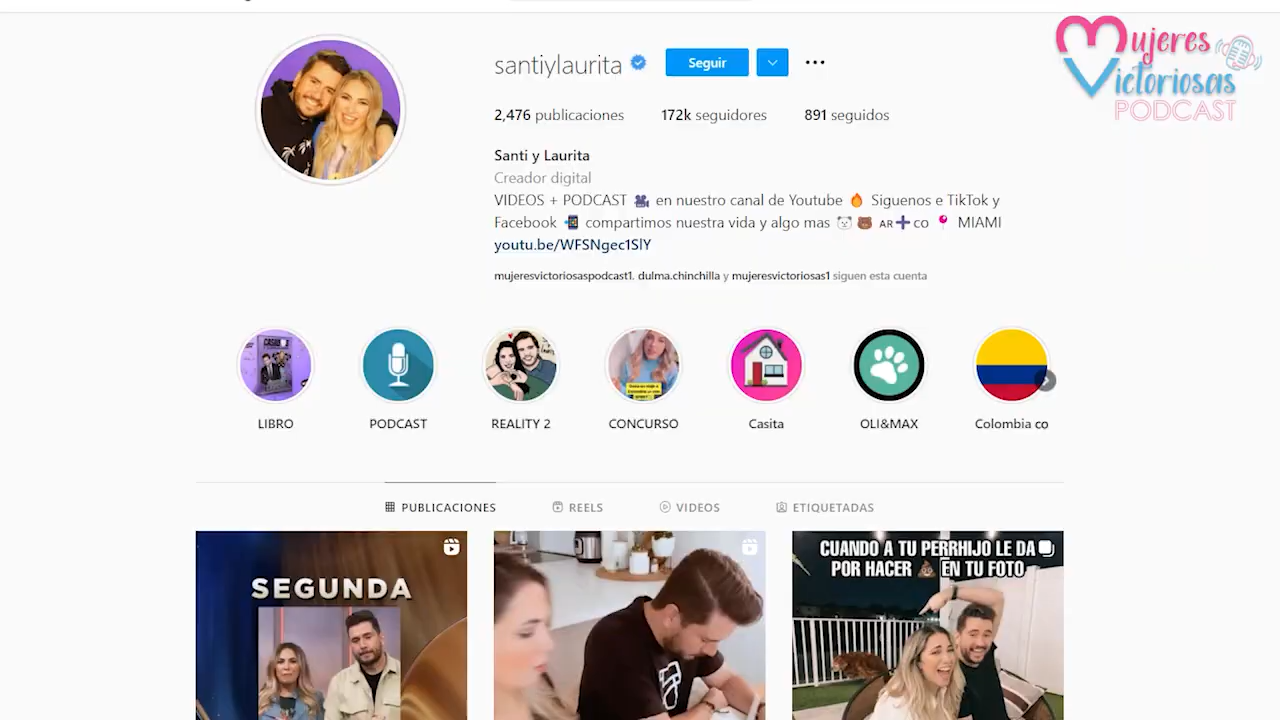 santiylaurita
Seguir
2,476 publicaciones 172k seguidores 891 seguidos
Santi y Laurita
Creador digital
VIDEOS + PODCAST 🎥 en nuestro canal de Youtube 🔥 Siguenos e TikTok y
Facebook 📲 compartimos nuestra vida y algo mas 🐻‍❄️ 🐻 AR➕CO 📍 MIAMI
youtu.be/WFSNgec1SlY
mujeresvictoriosaspodcast1, dulma.chinchilla y mujeresvictoriosas1 siguen esta cuenta
Mujeres
Victoriosas
PODCAST
LIBRO PODCAST REALITY 2 CONCURSO Casita OLI&MAX Colombia co
PUBLICACIONES REELS VIDEOS ETIQUETADAS
SEGUNDA
CUANDO A TU PERRHIJO LE DA
POR HACER 💩 EN TU FOTO